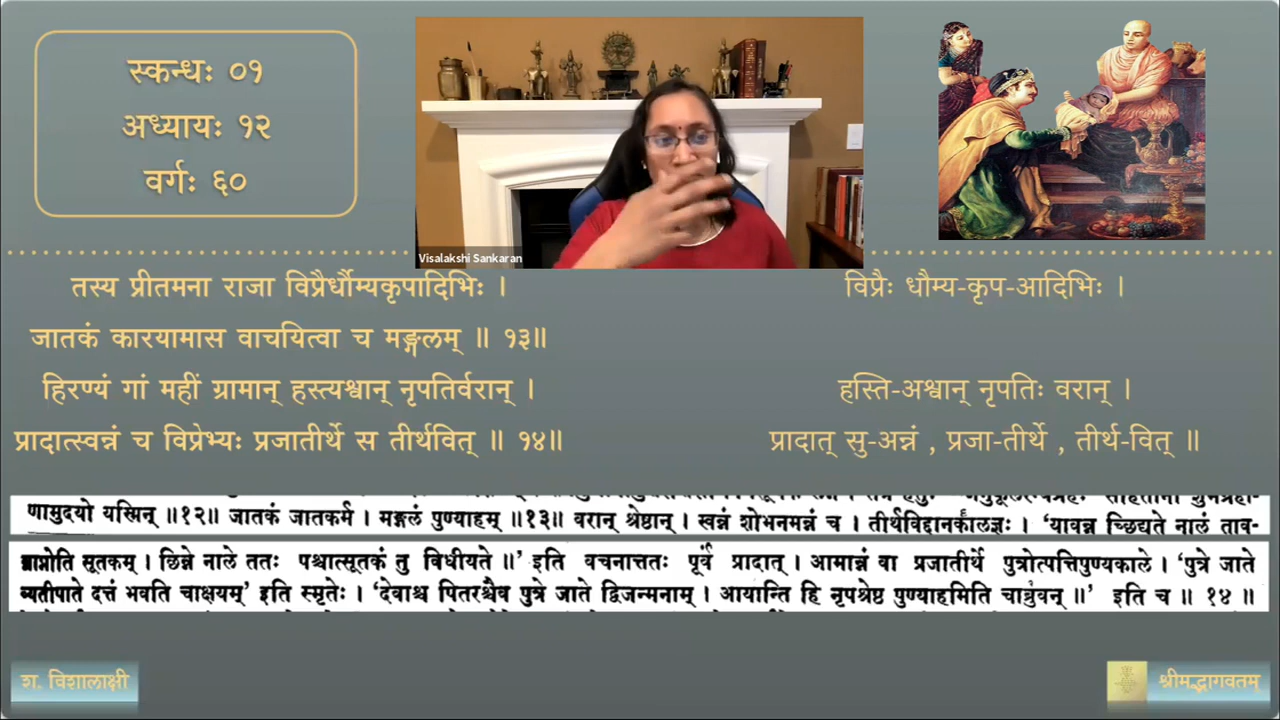 स्कन्धः ०१
अध्यायः १२
वर्गः ६०
Visalakshi Sankaran
तस्य प्रीतमना राजा विप्रैर्धौम्यकृपादिभिः ।
विप्रैः धौम्य-कृप-आदिभिः ।
जातकं कारयामास वाचयित्वा च मङ्गलम् ॥ १३॥
हिरण्यं गां महीं ग्रामान् हस्त्यश्वान् नृपतिर्वरान् ।
हस्ति-अश्वान् नृपतिः वरान् ।
प्रादात्स्वन्नं च विप्रेभ्यः प्रजातीर्थे स तीर्थवित् ॥ १४॥
प्रादात् सु-अन्नं , प्रजा-तीर्थे , तीर्थ-वित् ॥
णामुदयो यस्मिन् ॥१२॥ जातकं जातकर्म । मङ्गलं पुण्याहम् ॥१३॥ वरान् श्रेष्ठान् । स्वन्नं शोभनमन्नं च । तीर्थविद्दानकालज्ञः । 'यावन्न च्छिद्यते नालं ताव-
न्नाप्नोति सूतकम् । छिन्ने नाले ततः पश्चात्सूतकं तु विधीयते ॥' इति वचनात्ततः पूर्वं प्रादात् । आमान्नं वा प्रजातीर्थे पुत्रोत्पत्तिपुण्यकाले । 'पुत्रे जाते
व्यतीपाते दत्तं भवति चाक्षयम्' इति स्मृतेः । 'देवाश्च पितरश्चैव पुत्रे जाते द्विजन्मनाम् । आयान्ति हि नृपश्रेष्ठ पुण्याहमिति चाब्रुवन् ॥' इति च ॥ १४ ॥
श. विशालाक्षी
श्रीमद्भागवतम्